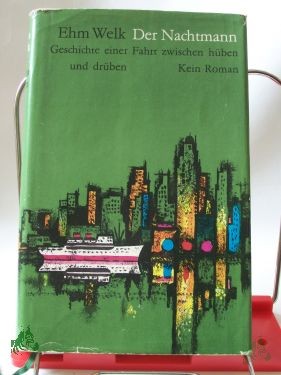 Ehm Welk Der Nachtmann
Geschichte einer Fahrt zwischen hüben
und drüben Kein Roman